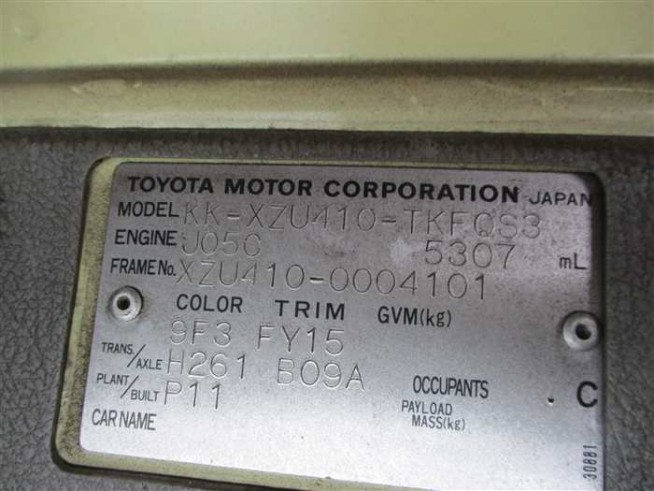 TOYOTA MOTOR CORPORATION JAPAN
MODEL KK-XZU410-TKFQS3
ENGINE J05C 5307 mL
FRAME No. XZU410-0004101
COLOR TRIM GVM(kg)
9F3 FY15
TRANS/AXLE H261 B09A OCCUPANTS
PLANT/BUILT P11 PAYLOAD MASS(kg) . C
CAR NAME
30881